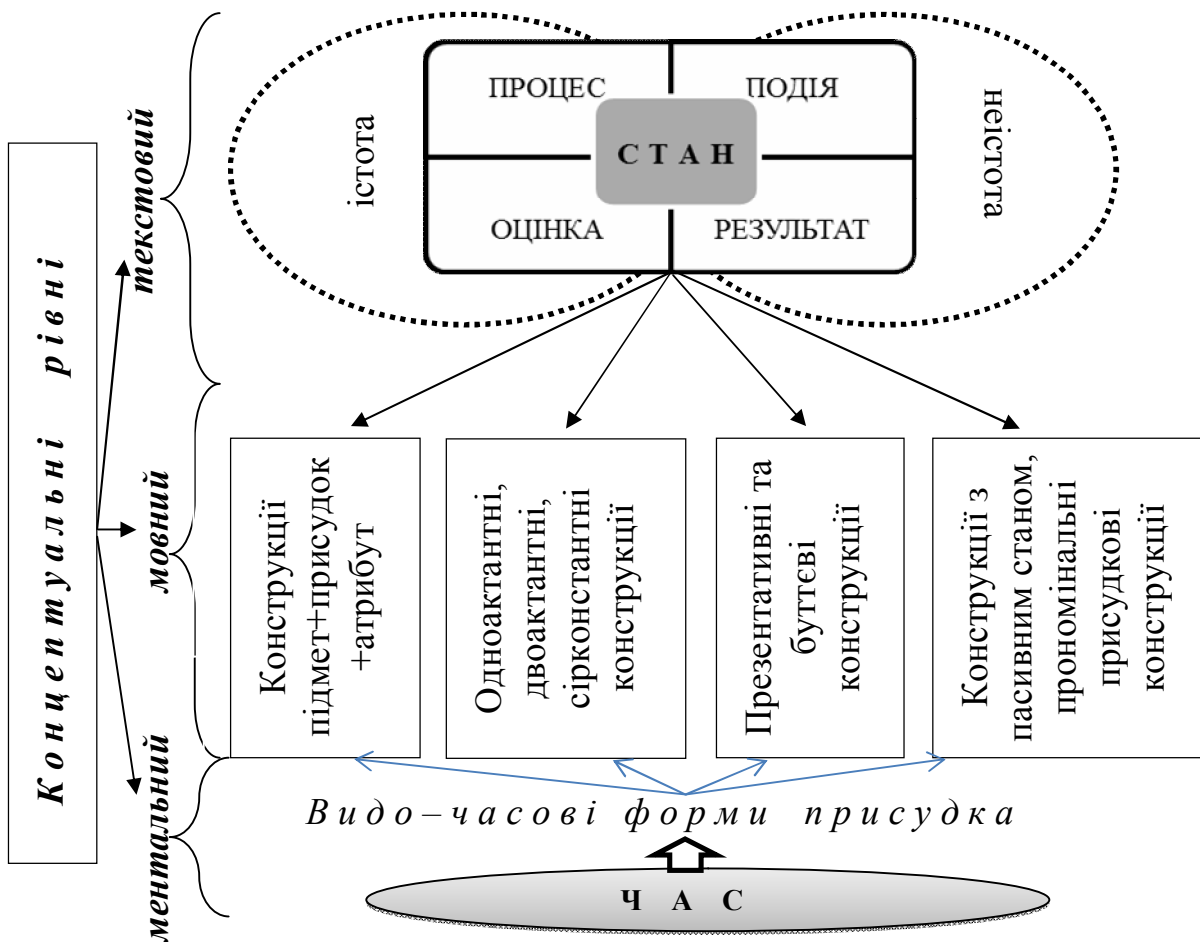 Концептуальні рівні
текстовий
мовний
ментальний
істота
ПРОЦЕС
ПОДІЯ
СТАН
ОЦІНКА
РЕЗУЛЬТАТ
неістота
Конструкції
підмет+присудок
+атрибут
Одноактантні,
двоактантні,
сірконстантні
конструкції
Презентативні та
буттєві
конструкції
Конструкції з
пасивним станом,
прономінальні
присудкові
конструкції
Видо–часові форми присудка
ЧАС